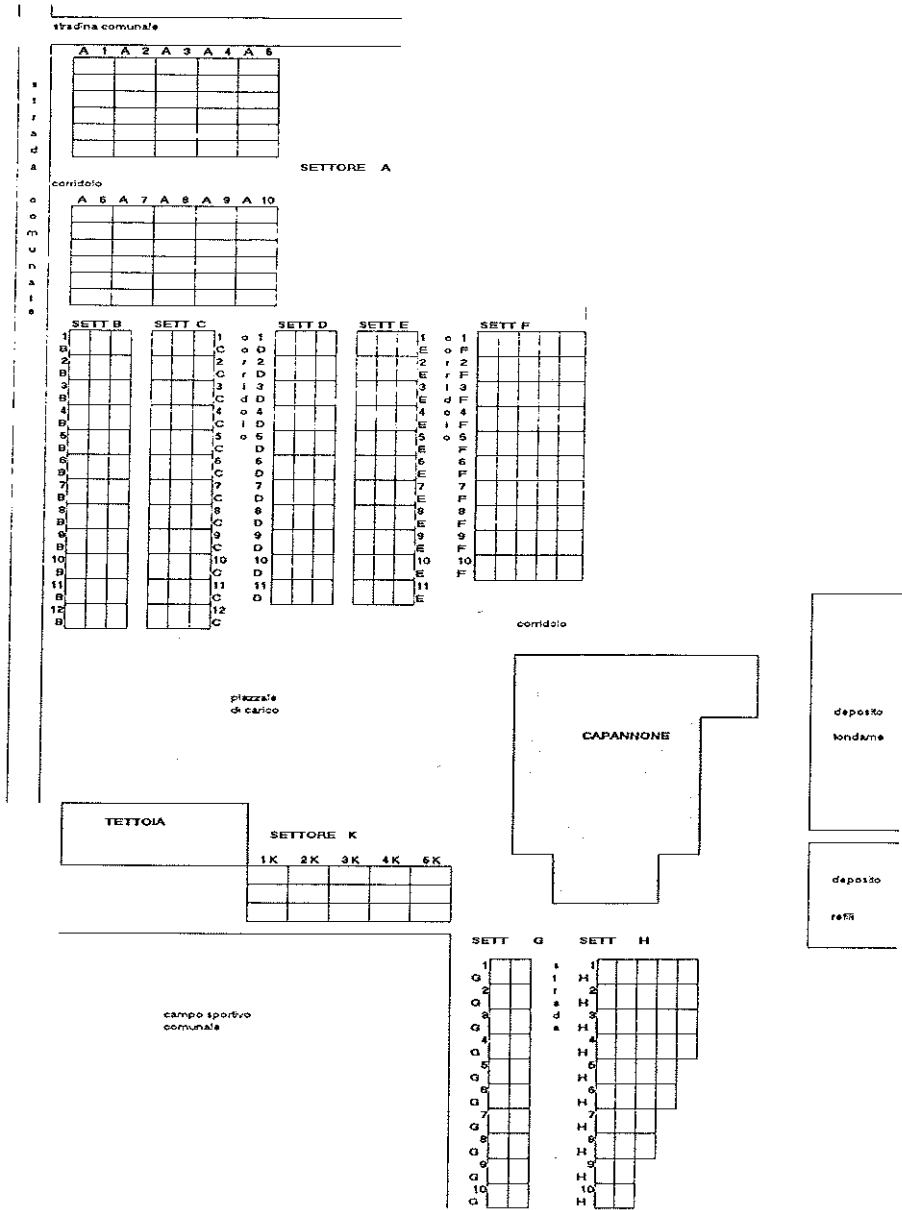 stradina comunale
A 1 A 2 A 3 A 4 A 5
strada comunale
SETTORE A
corridoio
A 6 A 7 A 8 A 9 A 10
SETT B SETT C SETT D SETT E SETT F
corridoio
corridoio
1 B 2 B 3 B 4 B 5 B 6 B 7 B 8 B 9 B 10 B 11 B 12 B
1 C 2 C 3 C 4 C 5 C 6 C 7 C 8 C 9 C 10 C 11 C 12 C
1 D 2 D 3 D 4 D 5 D 6 D 7 D 8 D 9 D 10 D 11 D
1 E 2 E 3 E 4 E 5 E 6 E 7 E 8 E 9 E 10 E 11 E
1 F 2 F 3 F 4 F 5 F 6 F 7 F 8 F 9 F 10 F
corridoio
piazzale
di carico
CAPANNONE
deposito
tondame
TETTOIA
SETTORE K
1 K 2 K 3 K 4 K 5 K
deposito
refili
SETT G SETT H
strada
1 G 2 G 3 G 4 G 5 G 6 G 7 G 8 G 9 G 10 G
1 H 2 H 3 H 4 H 5 H 6 H 7 H 8 H 9 H 10 H
campo sportivo
comunale